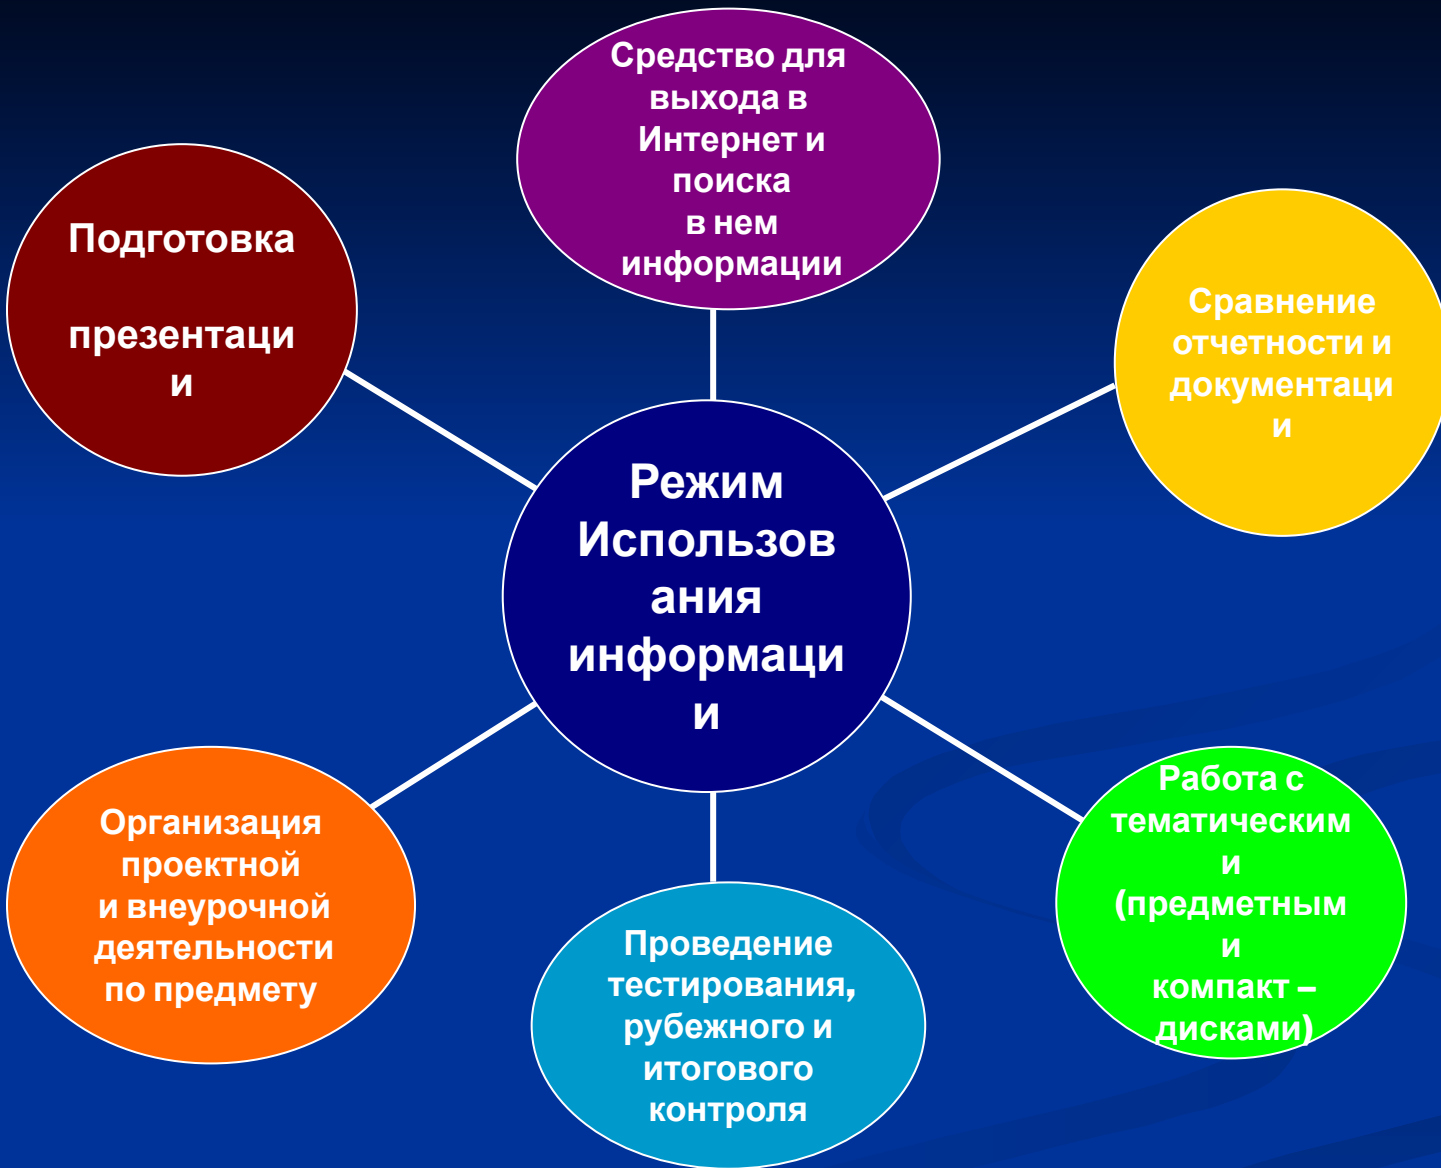 Средство для
выхода в
Интернет и
поиска
в нем
информации
Подготовка
презентаци
и
Сравнение
отчетности и
документаци
и
Режим
Использов
ания
информаци
и
Организация
проектной
и внеурочной
деятельности
по предмету
Проведение
тестирования,
рубежного и
итогового
контроля
Работа с
тематическим
и
(предметным
и
компакт –
дисками)